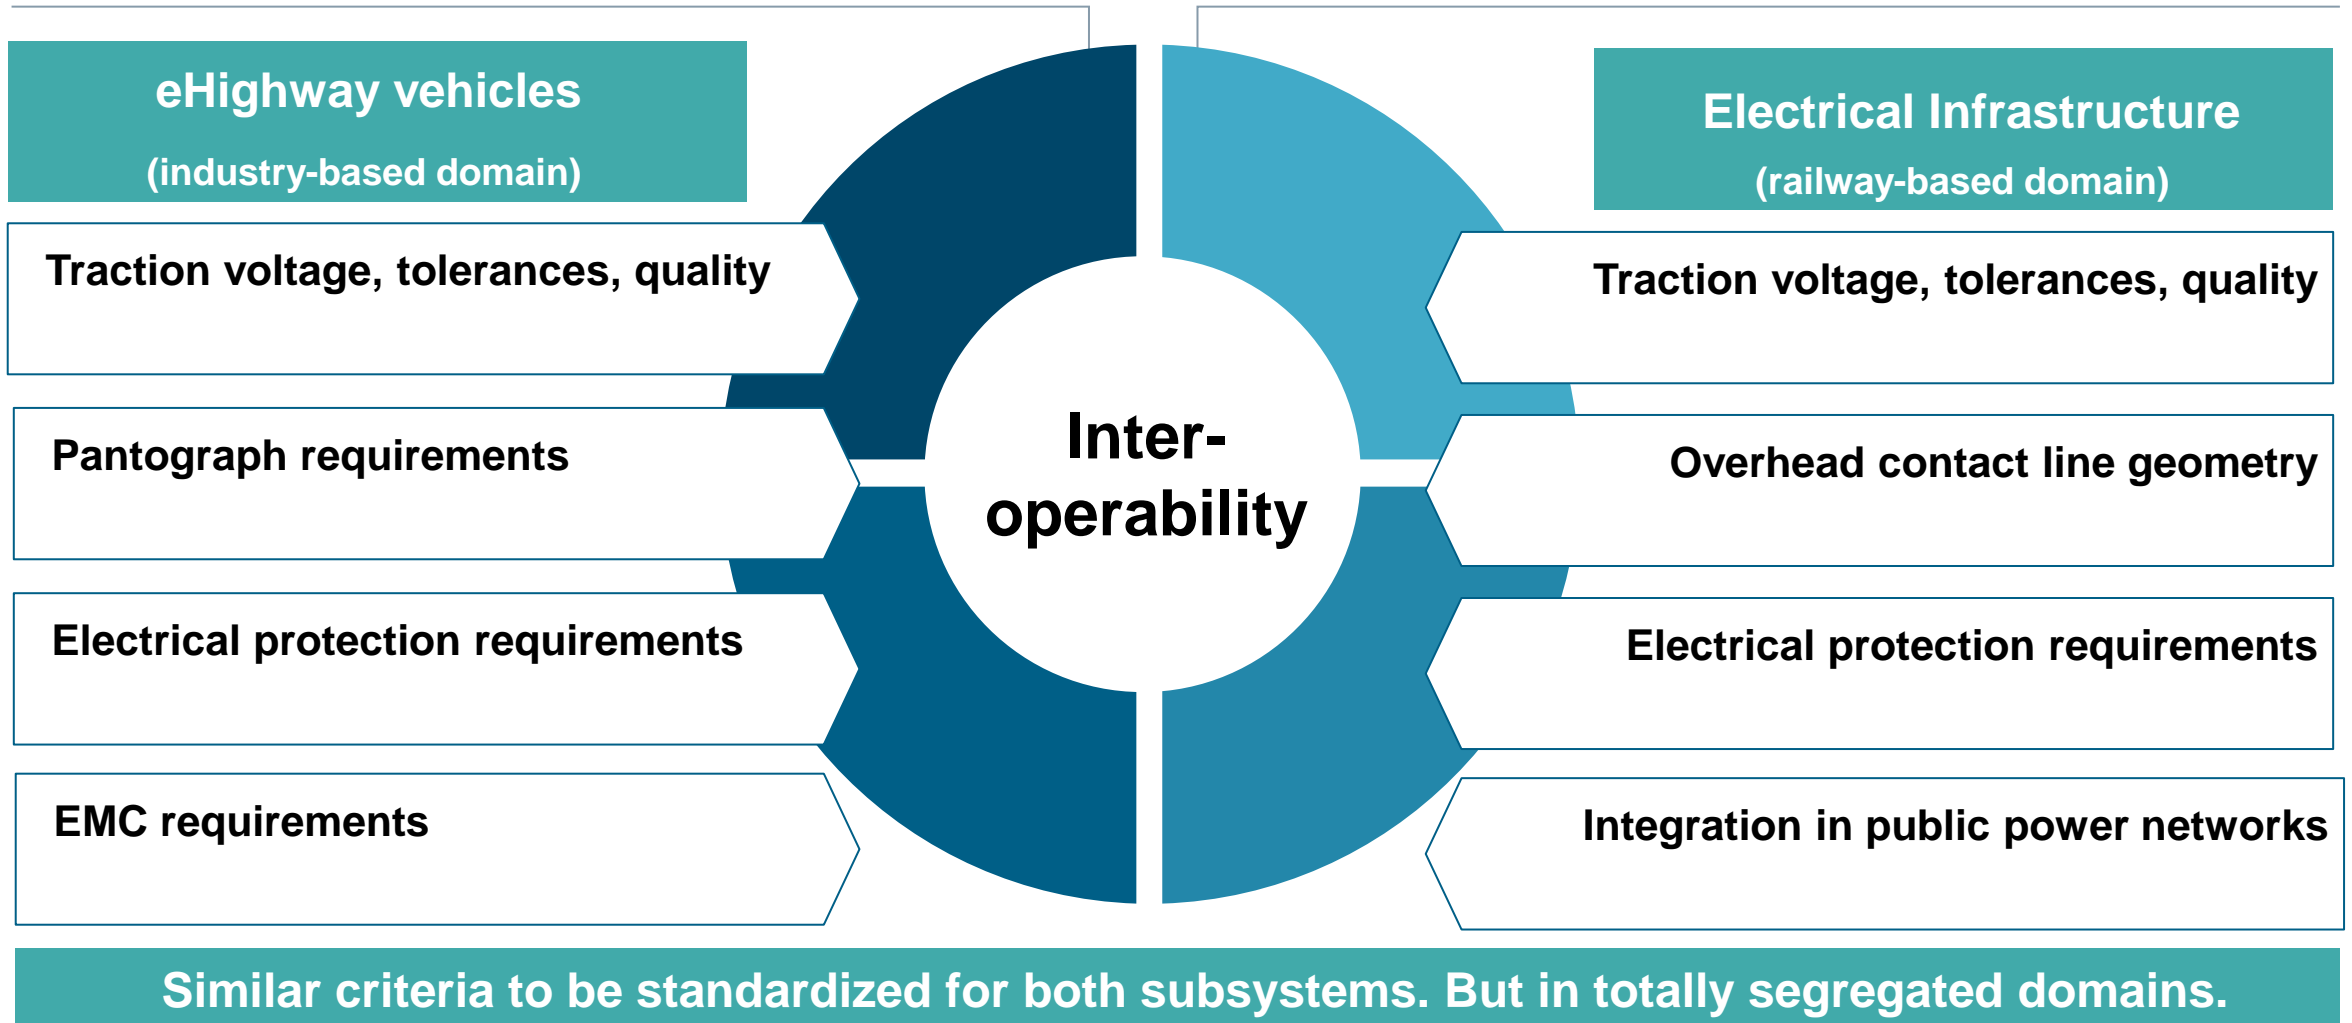 eHighway vehicles
(industry-based domain)
Traction voltage, tolerances, quality
Pantograph requirements
Electrical protection requirements
EMC requirements
Inter-
operability
Electrical Infrastructure
(railway-based domain)
Traction voltage, tolerances, quality
Overhead contact line geometry
Electrical protection requirements
Integration in public power networks
Similar criteria to be standardized for both subsystems. But in totally segregated domains.